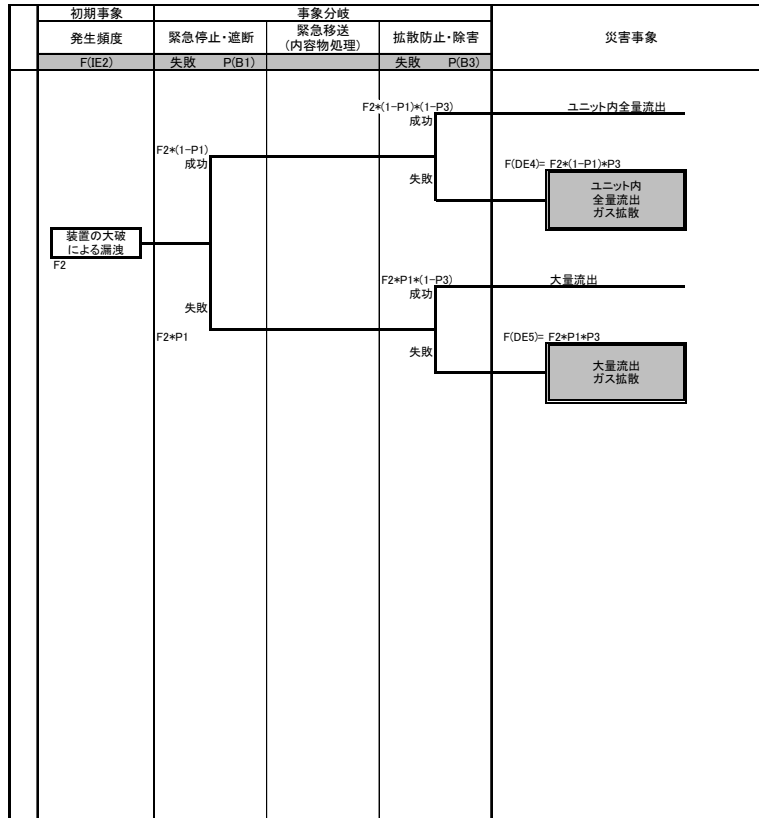 初期事象
事象分岐
災害事象
発生頻度
緊急停止・遮断
緊急移送
(内容物処理)
拡散防止・除害
F(IE2)
失敗 P(B1)
失敗 P(B3)
F2*(1-P1)*(1-P3)
成功
ユニット内全量流出
F2*(1-P1)
成功
失敗
F(DE4)= F2*(1-P1)*P3
ユニット内
全量流出
ガス拡散
装置の大破
による漏洩
F2
F2*P1*(1-P3)
成功
大量流出
失敗
F2*P1
失敗
F(DE5)= F2*P1*P3
大量流出
ガス拡散